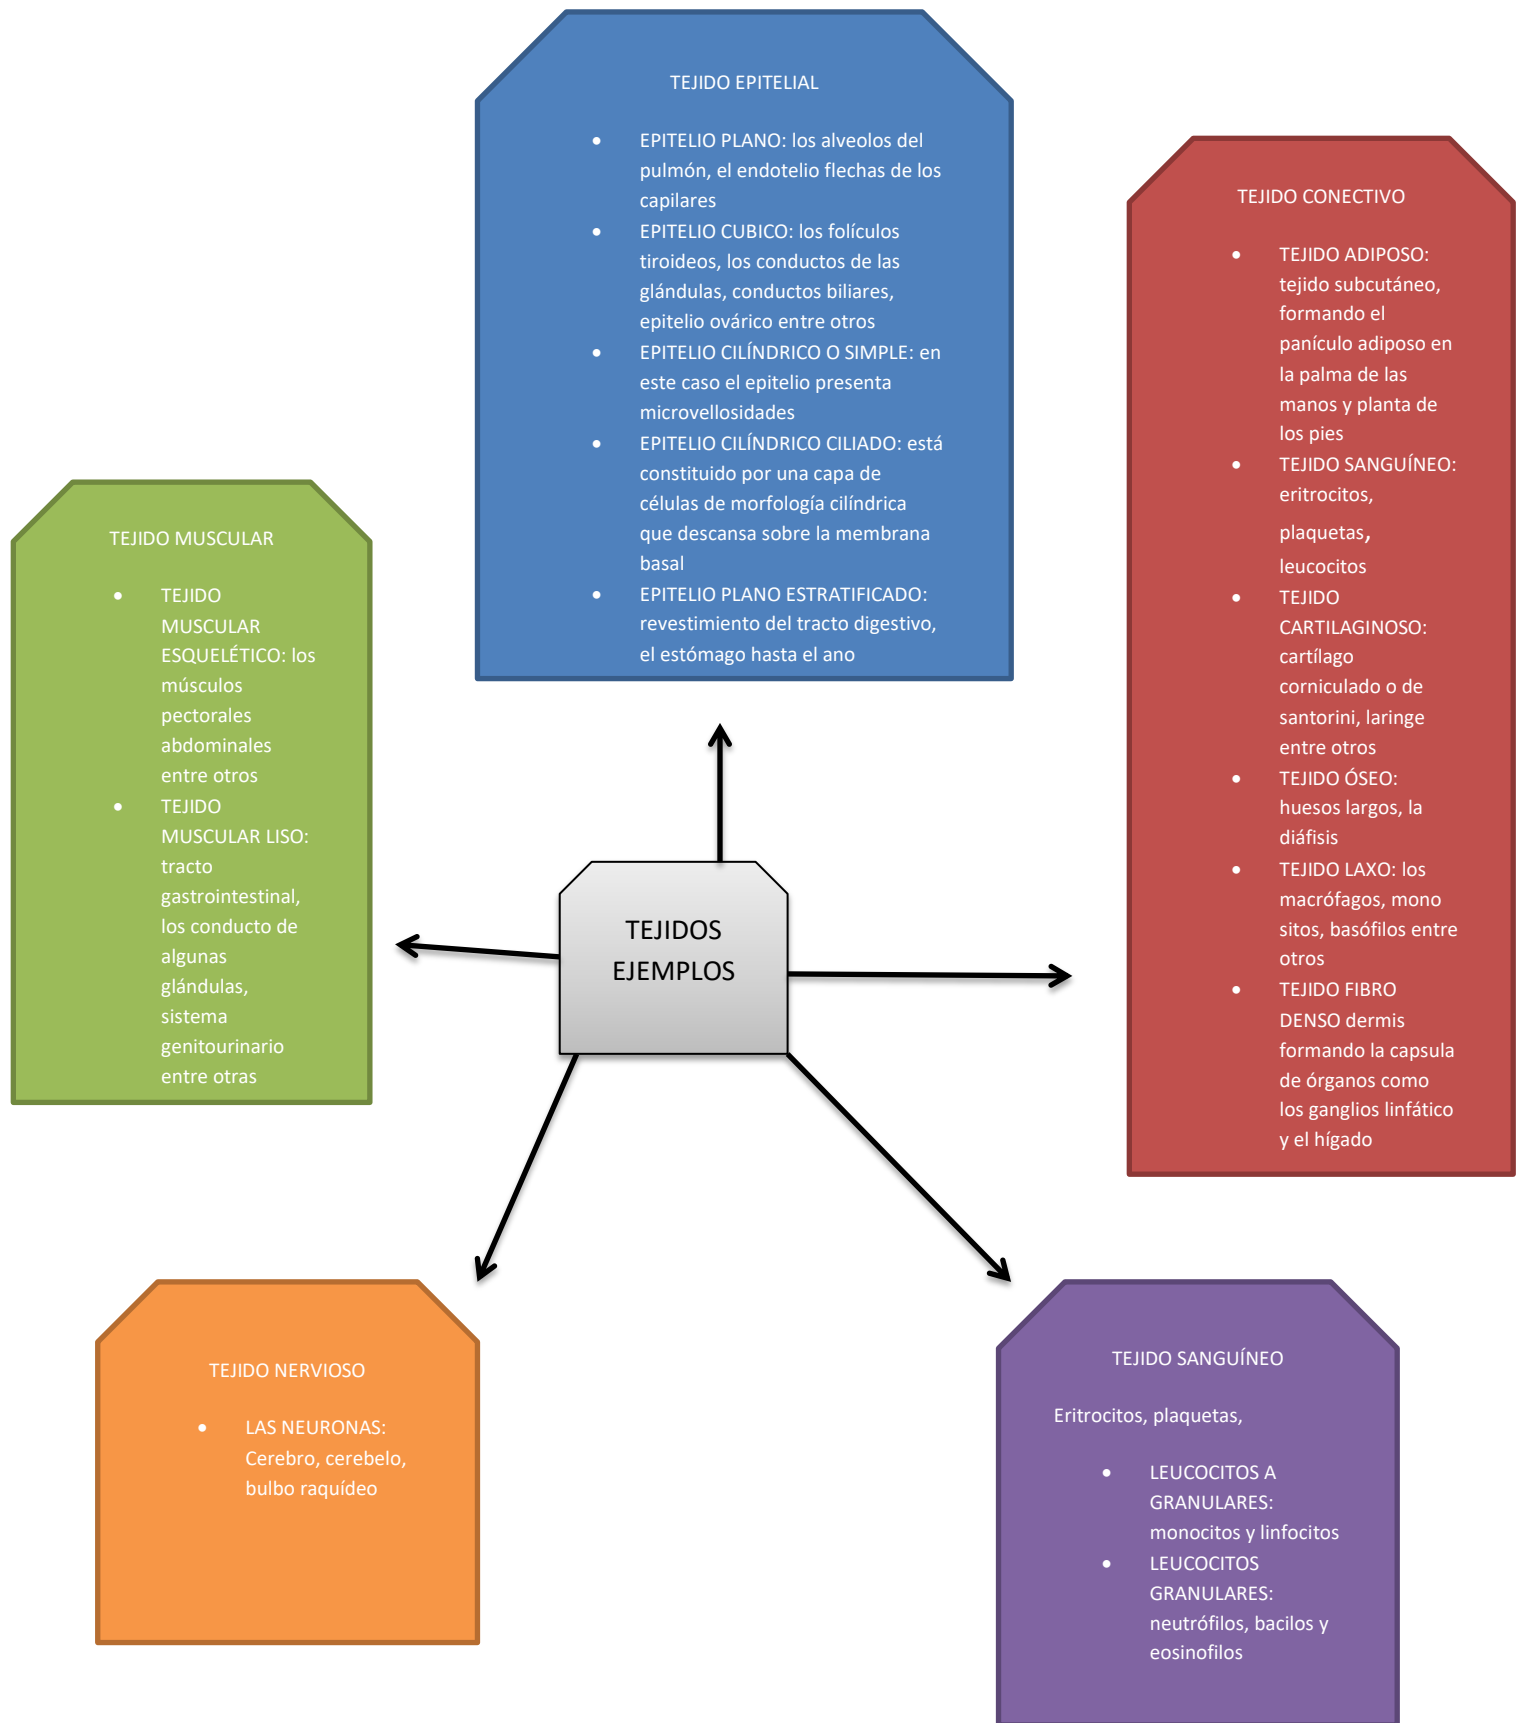 TEJIDO EPITELIAL
• EPITELIO PLANO: los alveolos del
pulmón, el endotelio flechas de los
capilares
• EPITELIO CUBICO: los folículos
tiroideos, los conductos de las
glándulas, conductos biliares,
epitelio ovárico entre otros
• EPITELIO CILÍNDRICO O SIMPLE: en
este caso el epitelio presenta
microvellosidades
• EPITELIO CILÍNDRICO CILIADO: está
constituido por una capa de
células de morfología cilíndrica
que descansa sobre la membrana
basal
• EPITELIO PLANO ESTRATIFICADO:
revestimiento del tracto digestivo,
el estómago hasta el ano
TEJIDO CONECTIVO
• TEJIDO ADIPOSO:
tejido subcutáneo,
formando el
panículo adiposo en
la palma de las
manos y planta de
los pies
• TEJIDO SANGUÍNEO:
eritrocitos,
plaquetas,
leucocitos
• TEJIDO
CARTILAGINOSO:
cartílago
corniculado o de
santorini, laringe
entre otros
• TEJIDO ÓSEO:
huesos largos, la
diáfisis
• TEJIDO LAXO: los
macrófagos, mono
sitos, basófilos entre
otros
• TEJIDO FIBRO
DENSO dermis
formando la capsula
de órganos como
los ganglios linfático
y el hígado
TEJIDO MUSCULAR
• TEJIDO
MUSCULAR
ESQUELÉTICO: los
músculos
pectorales
abdominales
entre otros
• TEJIDO
MUSCULAR LISO:
tracto
gastrointestinal,
los conducto de
algunas
glándulas,
sistema
genitourinario
entre otras
TEJIDOS
EJEMPLOS
TEJIDO NERVIOSO
• LAS NEURONAS:
Cerebro, cerebelo,
bulbo raquídeo
TEJIDO SANGUÍNEO
Eritrocitos, plaquetas,
• LEUCOCITOS A
GRANULARES:
monocitos y linfocitos
• LEUCOCITOS
GRANULARES:
neutrófilos, bacilos y
eosinofilos